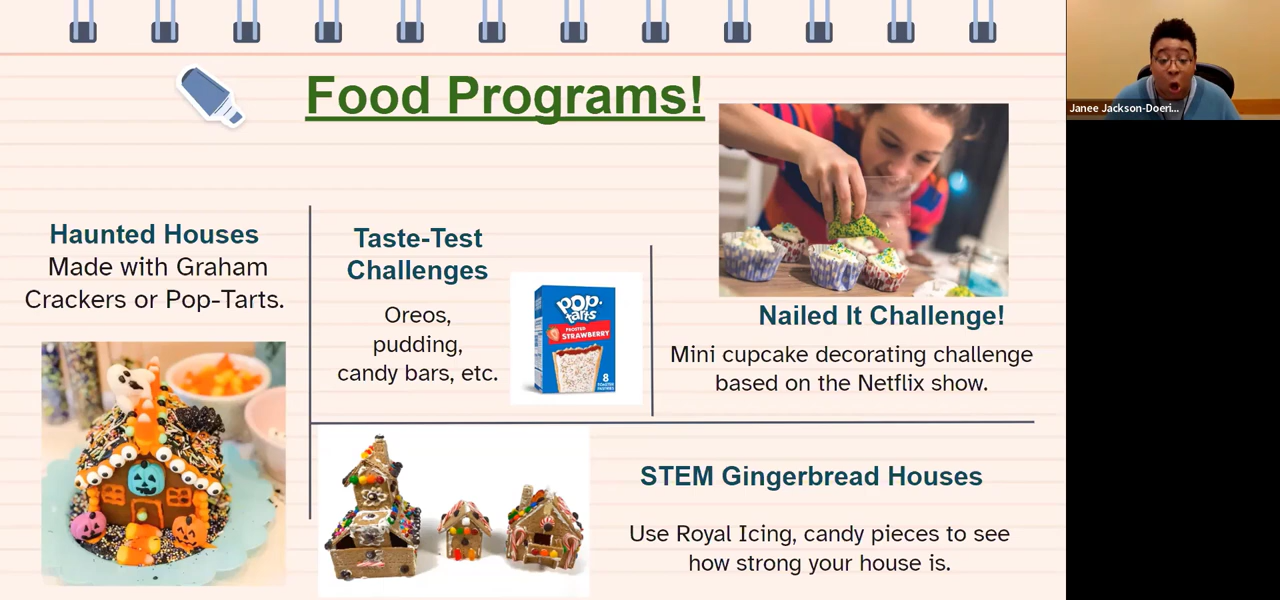 Food Programs!
Janee Jackson-Doeri...
Haunted Houses
Made with Graham
Crackers or Pop-Tarts.
Taste-Test
Challenges
Oreos,
pudding,
candy bars, etc.
pop.
tarts
FROSTED
STRAWBERRY
8
TOASTER
PASTRIES
Nailed It Challenge!
Mini cupcake decorating challenge
based on the Netflix show.
STEM Gingerbread Houses
Use Royal Icing, candy pieces to see
how strong your house is.